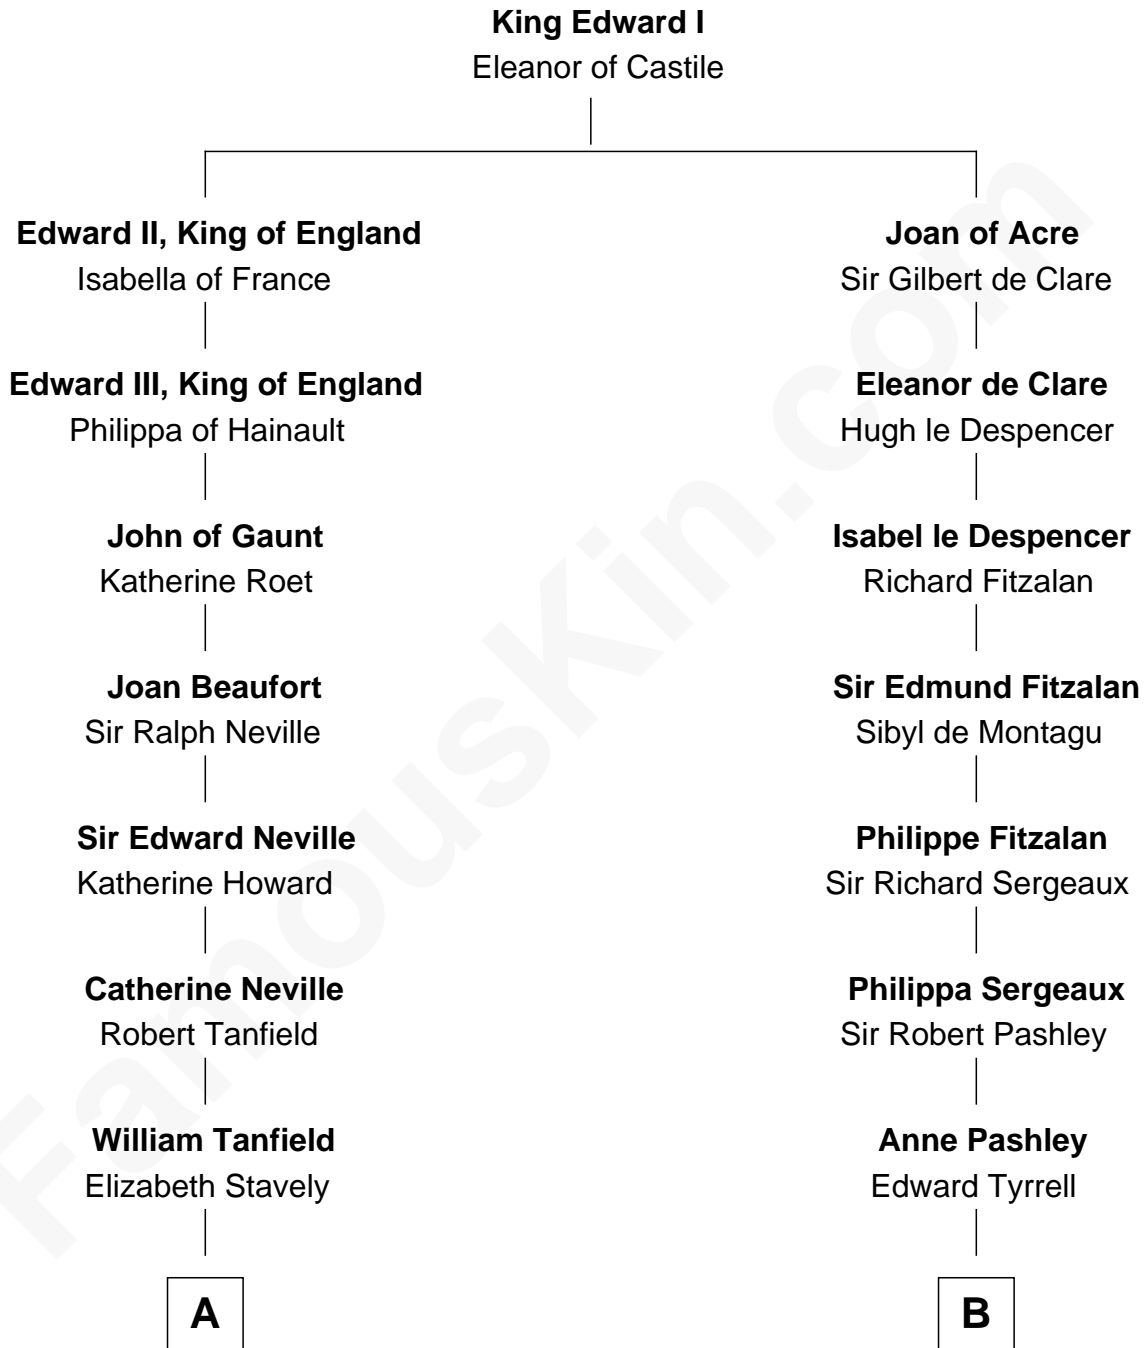 King Edward I
Eleanor of Castile
Edward II, King of England
Isabella of France
Joan of Acre
Sir Gilbert de Clare
Edward III, King of England
Philippa of Hainault
Eleanor de Clare
Hugh le Despencer
John of Gaunt
Katherine Roet
Isabel le Despencer
Richard Fitzalan
Joan Beaufort
Sir Ralph Neville
Sir Edmund Fitzalan
Sibyl de Montagu
Sir Edward Neville
Katherine Howard
Philippe Fitzalan
Sir Richard Sergeaux
Catherine Neville
Robert Tanfield
Philippa Sergeaux
Sir Robert Pashley
William Tanfield
Elizabeth Stavely
Anne Pashley
Edward Tyrrell
A
B
FamousKin.com